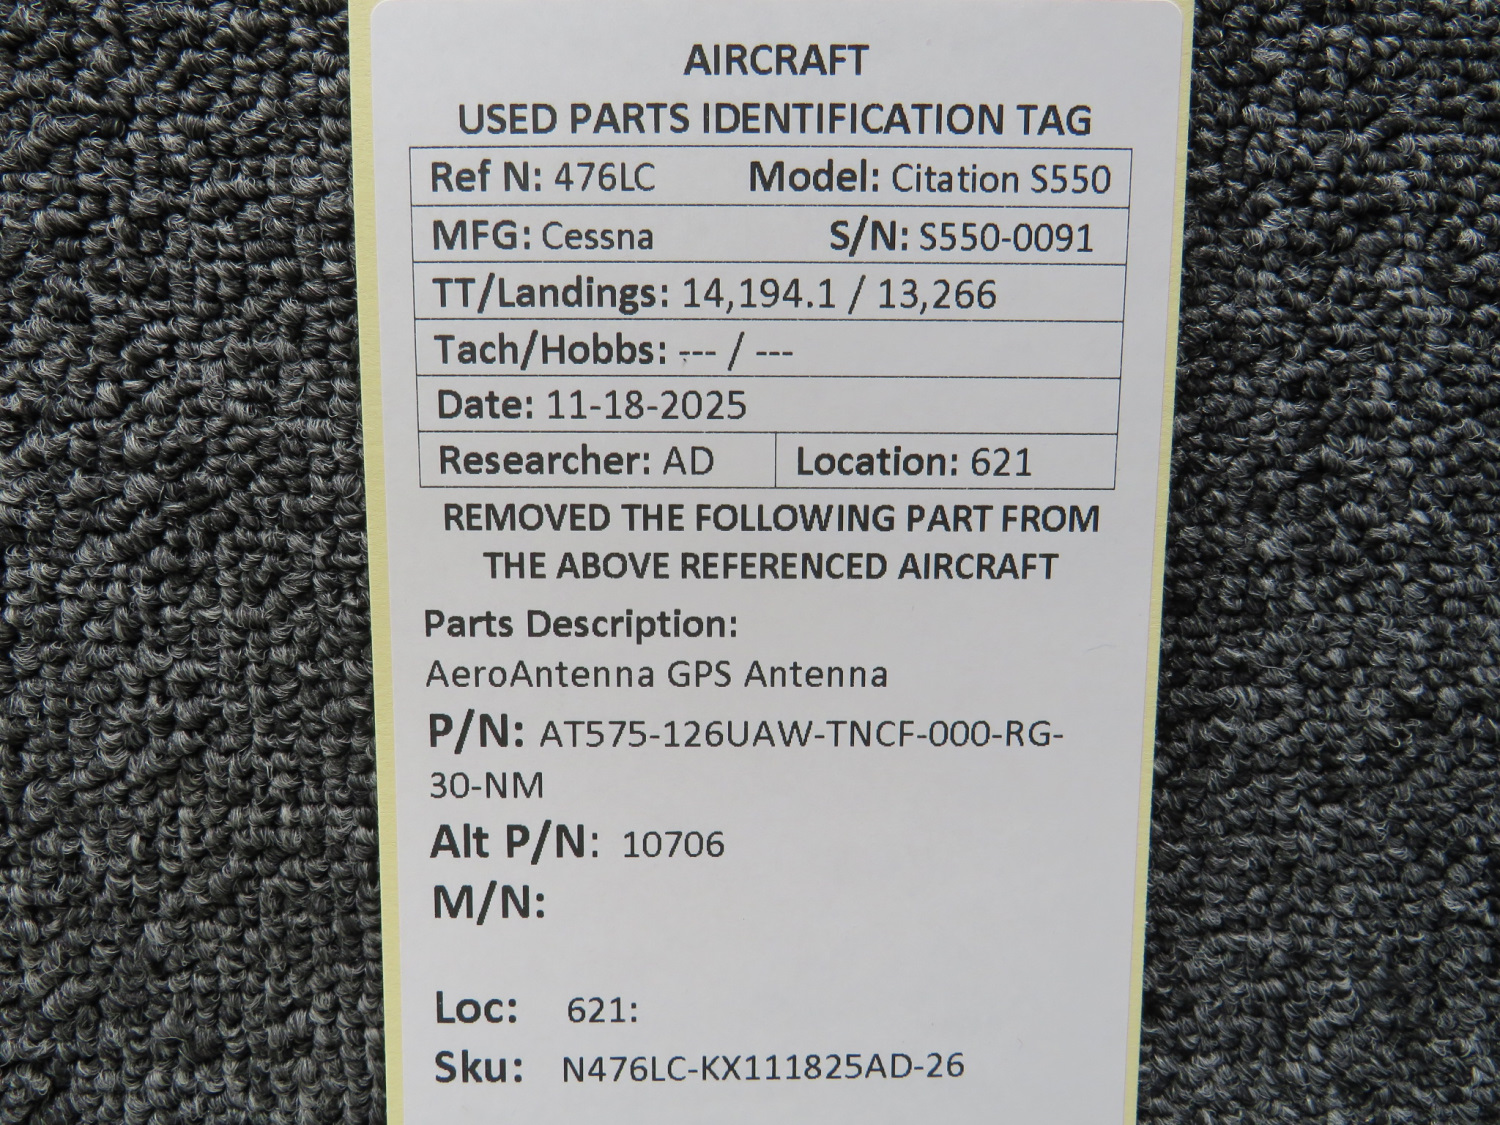 AIRCRAFT
USED PARTS IDENTIFICATION TAG
Ref N: 476LC Model: Citation S550
MFG: Cessna S/N: S550-0091
TT/Landings: 14,194.1 / 13,266
Tach/Hobbs: --- / ---
Date: 11-18-2025
Researcher: AD Location: 621
REMOVED THE FOLLOWING PART FROM
THE ABOVE REFERENCED AIRCRAFT
Parts Description:
AeroAntenna GPS Antenna
P/N: AT575-126UAW-TNCF-000-RG-
30-NM
Alt P/N: 10706
M/N:
Loc: 621:
Sku: N476LC-KX111825AD-26